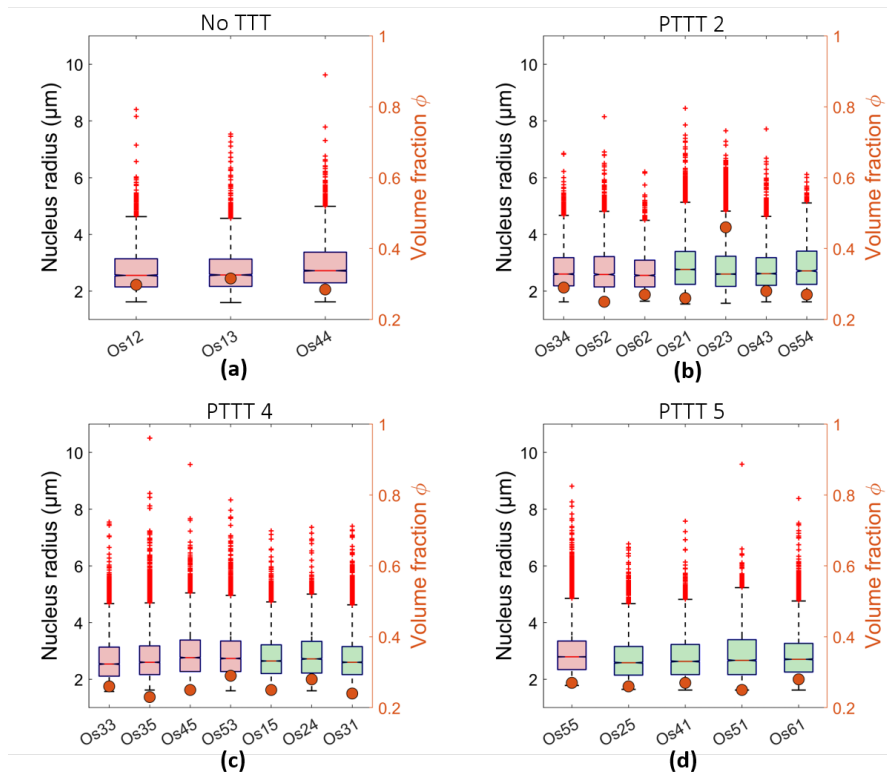 No TTT
Nucleus radius (μm)
10
8
6
4
2
1
0.8
0.6
0.4
0.2
Volume fraction ϕ
Os12
Os13
Os44
(a)
PTTT 2
Nucleus radius (μm)
10
8
6
4
2
1
0.8
0.6
0.4
0.2
Volume fraction ϕ
Os34
Os52
Os62
Os21
Os23
Os43
Os54
(b)
PTTT 4
Nucleus radius (μm)
10
8
6
4
2
1
0.8
0.6
0.4
0.2
Volume fraction ϕ
Os33
Os35
Os45
Os53
Os15
Os24
Os31
(c)
PTTT 5
Nucleus radius (μm)
10
8
6
4
2
1
0.8
0.6
0.4
0.2
Volume fraction ϕ
Os55
Os25
Os41
Os51
Os61
(d)